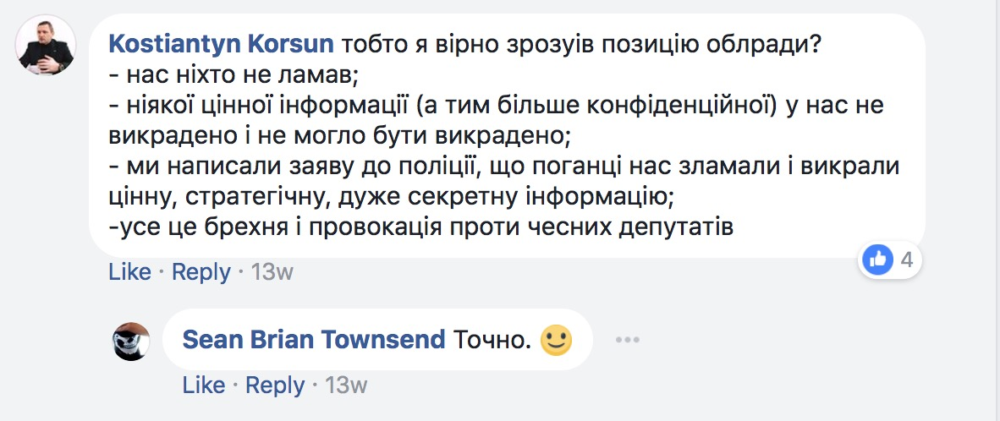 Kostiantyn Korsun тобто я вірно зрозуів позицію облради?
- нас ніхто не ламав;
- ніякої цінної інформації (а тим більше конфіденційної) у нас не
викрадено і не могло бути викрадено;
- ми написали заяву до поліції, що поганці нас зламали і викрали
цінну, стратегічну, дуже секретну інформацію;
-усе це брехня і провокація проти чесних депутатів
4
Like · Reply · 13w
Sean Brian Townsend Точно. 🙂
Like · Reply · 13w